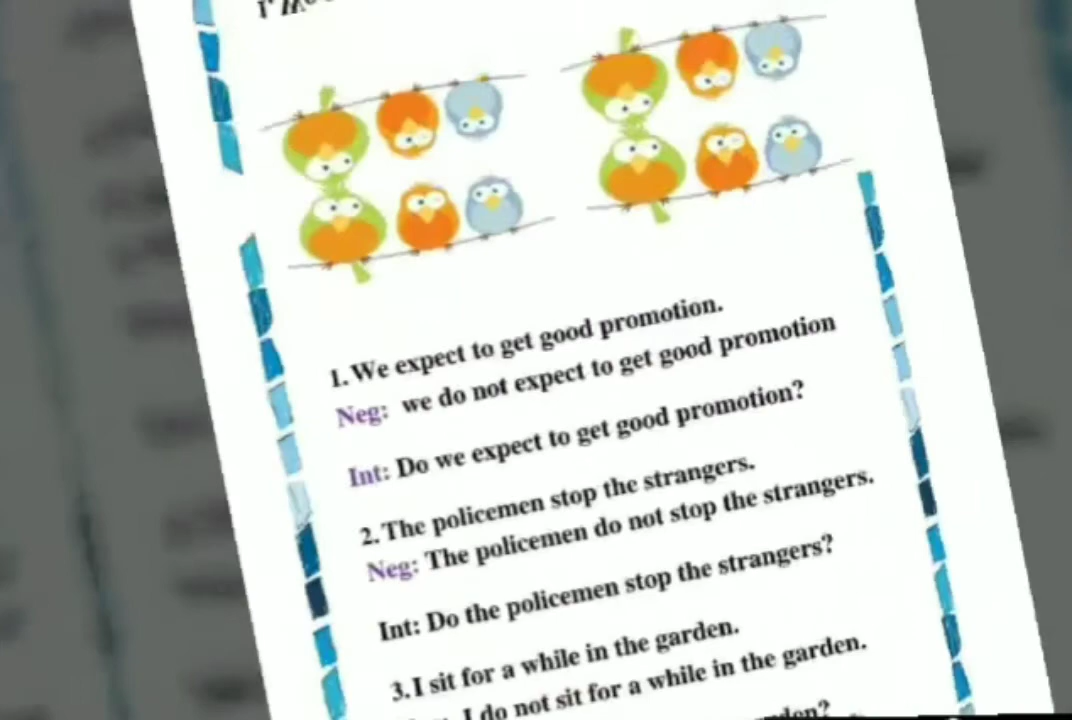 1. We expect to get good promotion.
Neg: we do not expect to get good promotion
Int: Do we expect to get good promotion?
2. The policemen stop the strangers.
Neg: The policemen do not stop the strangers.
Int: Do the policemen stop the strangers?
3. I sit for a while in the garden.
I do not sit for a while in the garden.